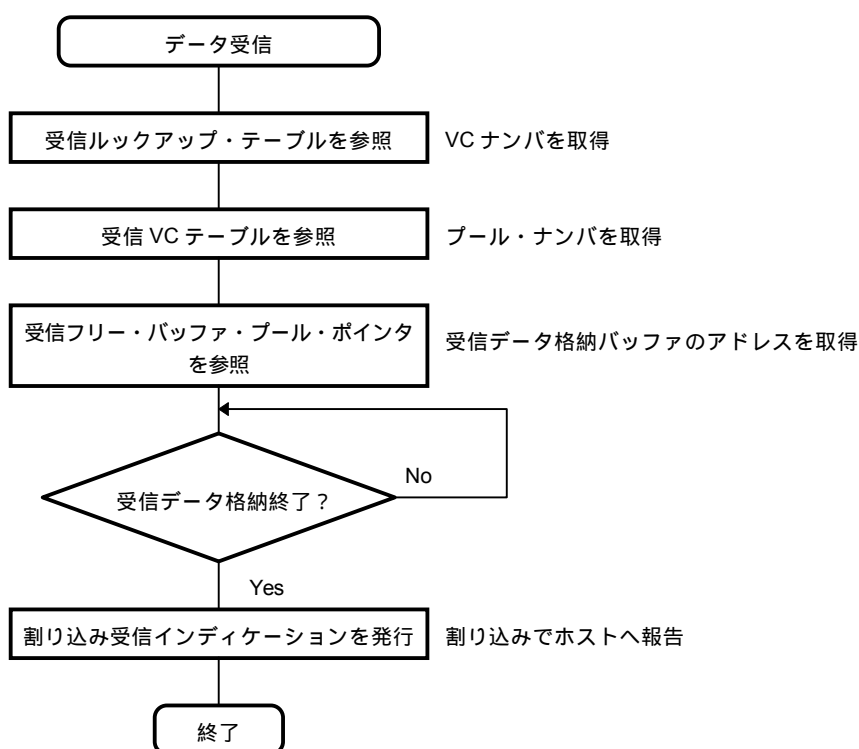 データ受信
受信ルックアップ・テーブルを参照
VC ナンバを取得
受信 VC テーブルを参照
プール・ナンバを取得
受信フリー・バッファ・プール・ポインタ
を参照
受信データ格納バッファのアドレスを取得
No
受信データ格納終了？
Yes
割り込み受信インディケーションを発行
割り込みでホストへ報告
終了